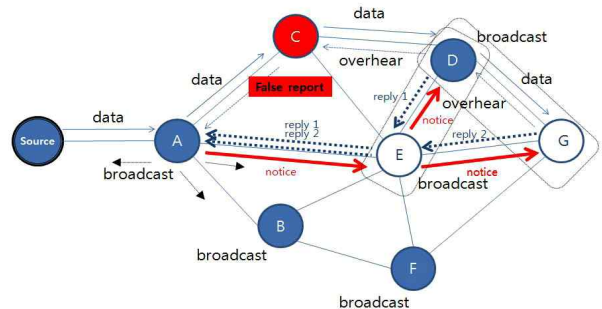 data
C
broadcast
D
data
overhear
data
False report
overhear
reply 1
notice
data
Source
A
reply 1
reply 2
reply 2
G
E
broadcast
notice
broadcast
notice
B
broadcast
F
broadcast